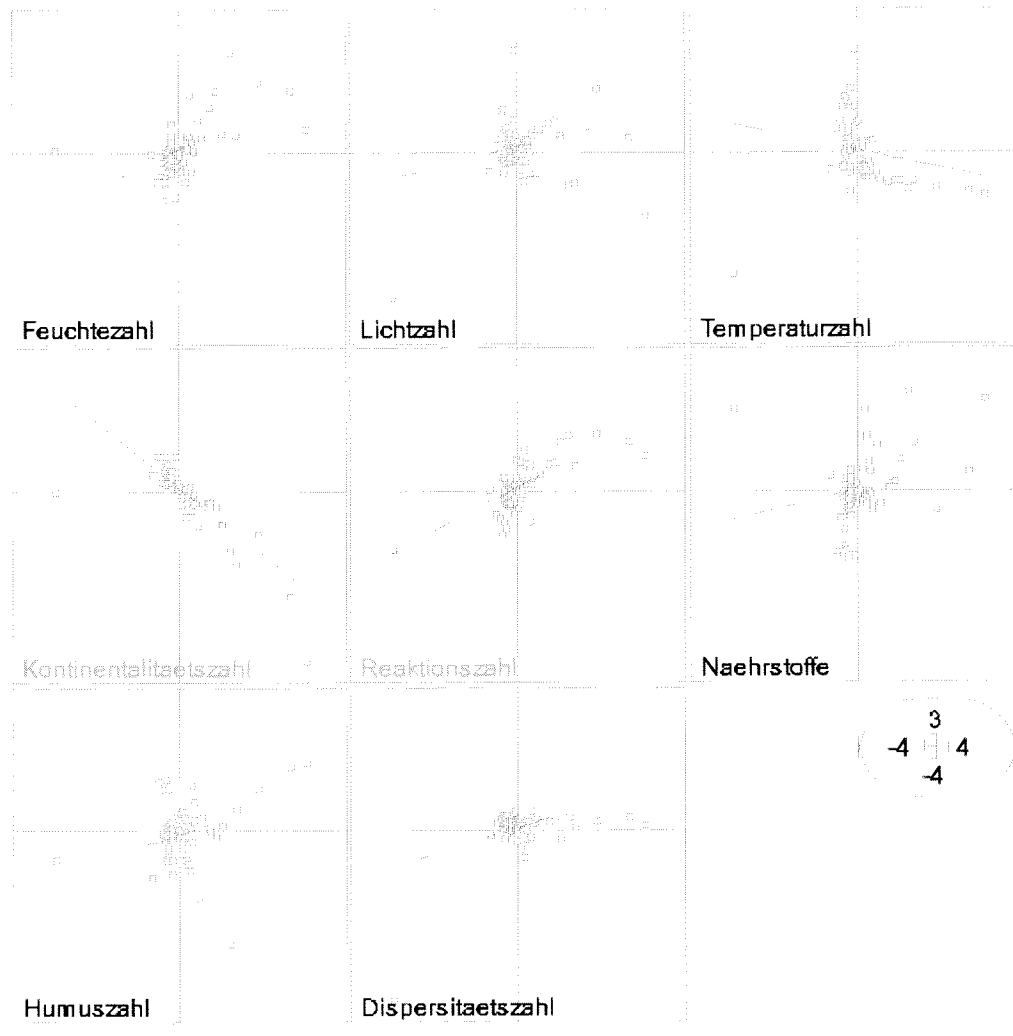 Feuchtezahl
Lichtzahl
Temperaturzahl
Kontinentalitaetszahl
Reaktionszahl
Naehrstoffe
3
-4 4
-4
Humuszahl
Dispersitaetszahl